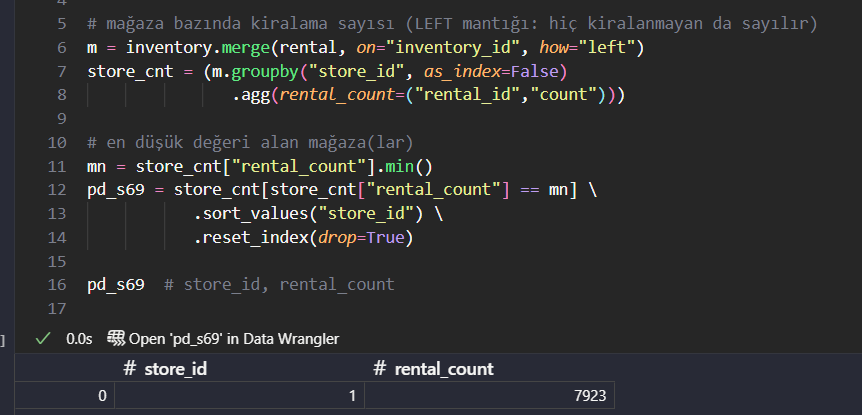 4
5 # mağaza bazında kiralama sayısı (LEFT mantığı: hiç kiralanmayan da sayılır)
6 m = inventory.merge(rental, on="inventory_id", how="left")
7 store_cnt = (m.groupby("store_id", as_index=False)
8 .agg(rental_count=("rental_id","count")))
9
10 # en düşük değeri alan mağaza(lar)
11 mn = store_cnt["rental_count"].min()
12 pd_s69 = store_cnt[store_cnt["rental_count"] == mn] \
13 .sort_values("store_id") \
14 .reset_index(drop=True)
15
16 pd_s69 # store_id, rental_count
17
] ✓ 0.0s Open 'pd_s69' in Data Wrangler
# store_id # rental_count
0 1 7923